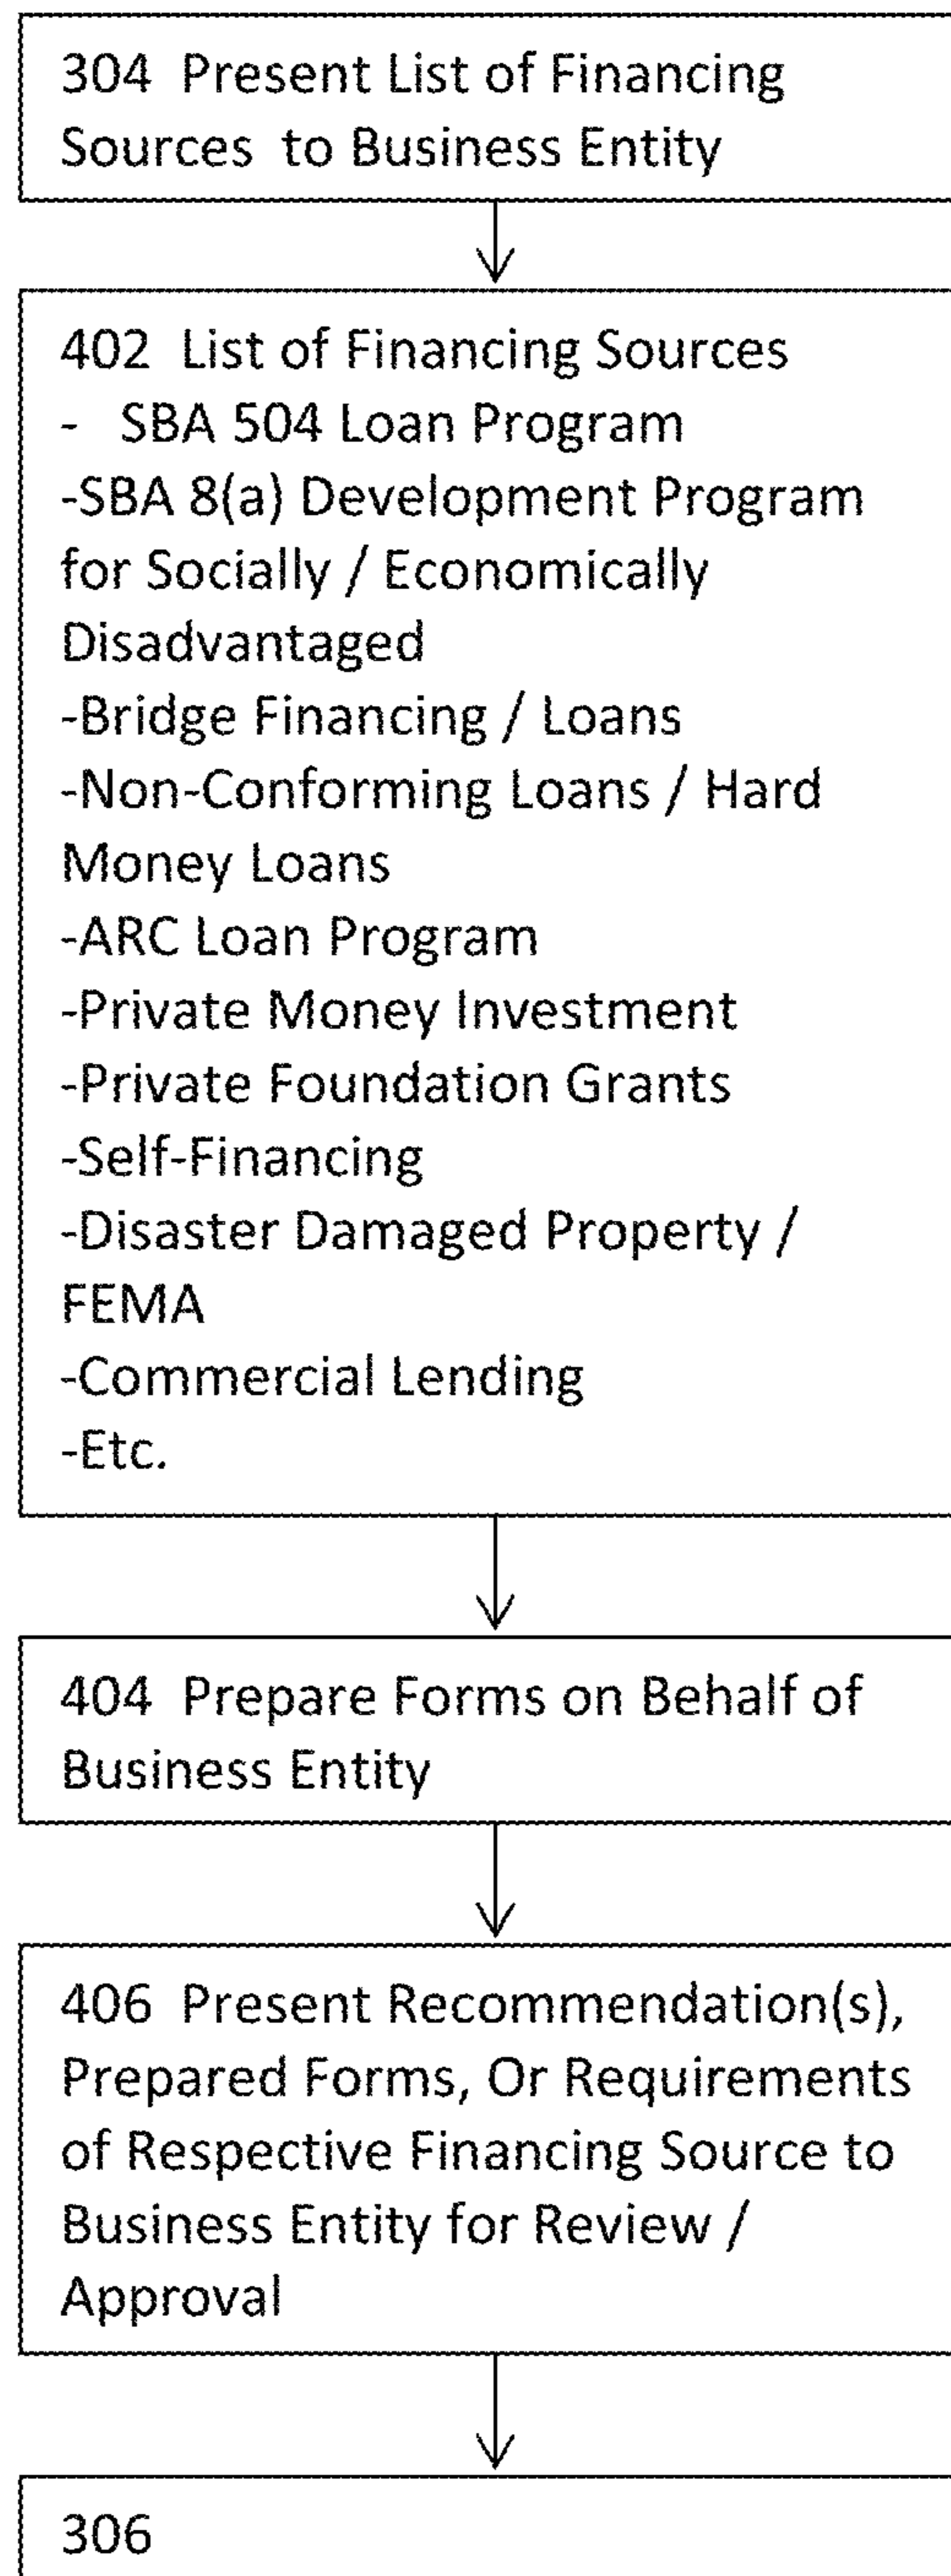 304 Present List of Financing
Sources to Business Entity
402 List of Financing Sources
- SBA 504 Loan Program
-SBA 8(a) Development Program
for Socially / Economically
Disadvantaged
-Bridge Financing / Loans
-Non-Conforming Loans / Hard
Money Loans
-ARC Loan Program
-Private Money Investment
-Private Foundation Grants
-Self-Financing
-Disaster Damaged Property /
FEMA
-Commercial Lending
-Etc.
404 Prepare Forms on Behalf of
Business Entity
406 Present Recommendation(s),
Prepared Forms, Or Requirements
of Respective Financing Source to
Business Entity for Review /
Approval
306